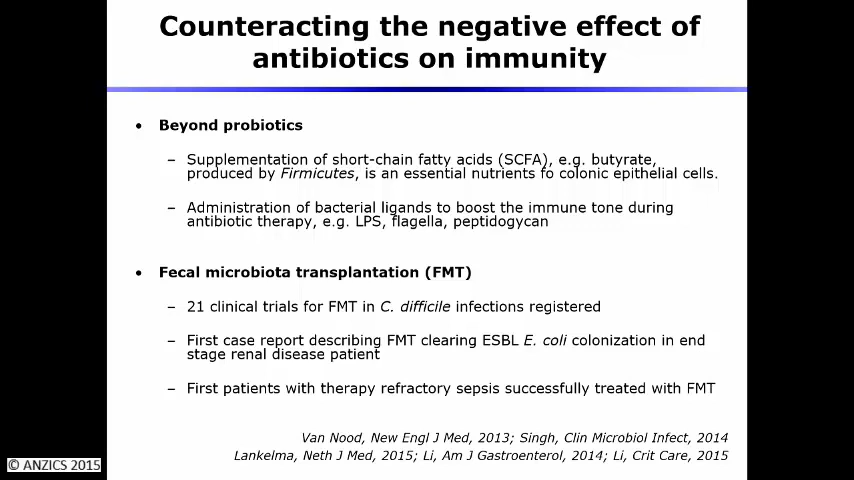 Counteracting the negative effect of
antibiotics on immunity
• Beyond probiotics
– Supplementation of short-chain fatty acids (SCFA), e.g. butyrate,
produced by Firmicutes, is an essential nutrients fo colonic epithelial cells.
– Administration of bacterial ligands to boost the immune tone during
antibiotic therapy, e.g. LPS, flagella, peptidogycan
• Fecal microbiota transplantation (FMT)
– 21 clinical trials for FMT in C. difficile infections registered
– First case report describing FMT clearing ESBL E. coli colonization in end
stage renal disease patient
– First patients with therapy refractory sepsis successfully treated with FMT
Van Nood, New Engl J Med, 2013; Singh, Clin Microbiol Infect, 2014
Lankelma, Neth J Med, 2015; Li, Am J Gastroenterol, 2014; Li, Crit Care, 2015
© ANZICS 2015